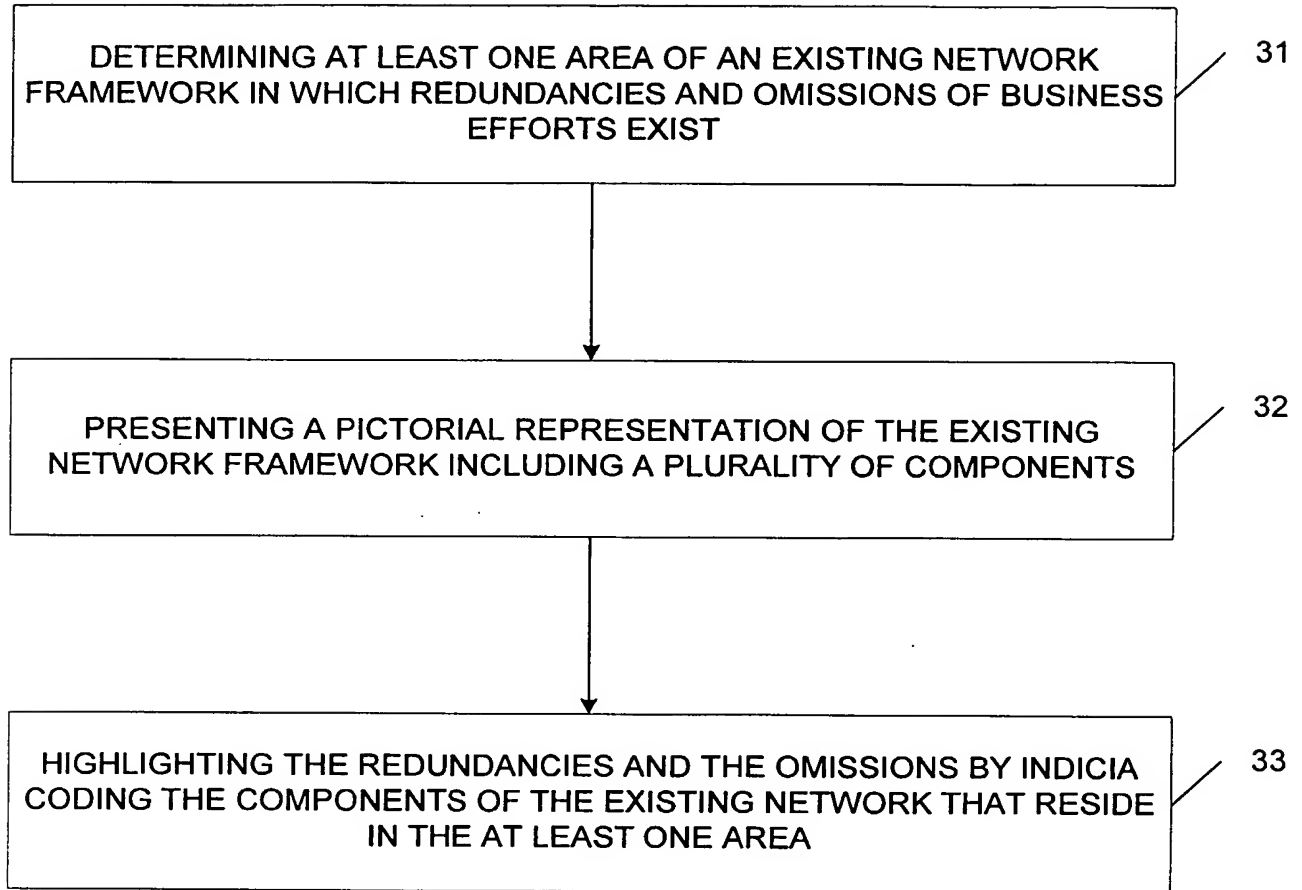 DETERMINING AT LEAST ONE AREA OF AN EXISTING NETWORK
FRAMEWORK IN WHICH REDUNDANCIES AND OMISSIONS OF BUSINESS
EFFORTS EXIST
31
PRESENTING A PICTORIAL REPRESENTATION OF THE EXISTING
NETWORK FRAMEWORK INCLUDING A PLURALITY OF COMPONENTS
32
HIGHLIGHTING THE REDUNDANCIES AND THE OMISSIONS BY INDICIA
CODING THE COMPONENTS OF THE EXISTING NETWORK THAT RESIDE
IN THE AT LEAST ONE AREA
33